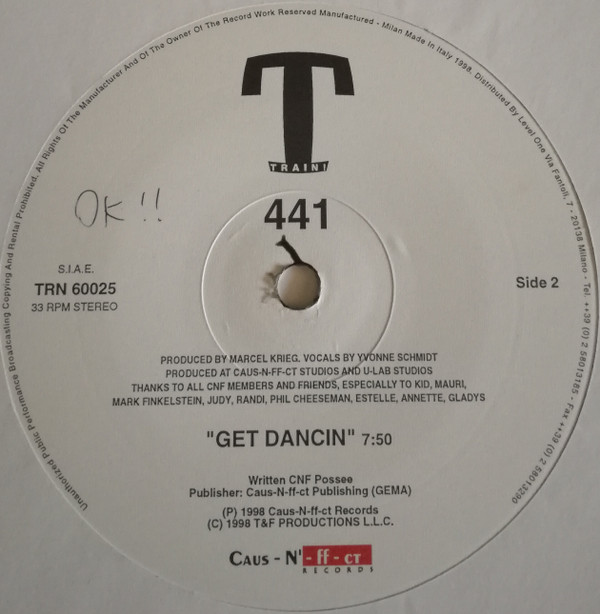 Unauthorized Public Performance Broadcasting Copying And Rental Prohibited. All Rights Of The Manufacturer And Of The Owner Of The Record Work Reserved Manufactured - Milan Made In Italy 1998. Distributed By Level One Via Fantoli, 7 - 20138 Milano - Tel. ++39 (0) 2 58013185 - Fax ++39 (0) 2 58013290
T
TRAIN!
OK !!
441
S.I.A.E.
TRN 60025
33 RPM STEREO
Side 2
PRODUCED BY MARCEL KRIEG. VOCALS BY YVONNE SCHMIDT
PRODUCED AT CAUS-N-FF-CT STUDIOS AND U-LAB STUDIOS
THANKS TO ALL CNF MEMBERS AND FRIENDS, ESPECIALLY TO KID, MAURI,
MARK FINKELSTEIN, JUDY, RANDI, PHIL CHEESEMAN, ESTELLE, ANNETTE, GLADYS
"GET DANCIN" 7:50
Written CNF Possee
Publisher: Caus-N-ff-ct Publishing (GEMA)
(P) 1998 Caus-N-ff-ct Records
(C) 1998 T&F PRODUCTIONS L.L.C.
CAUS - N' - ff - CT
RECORDS